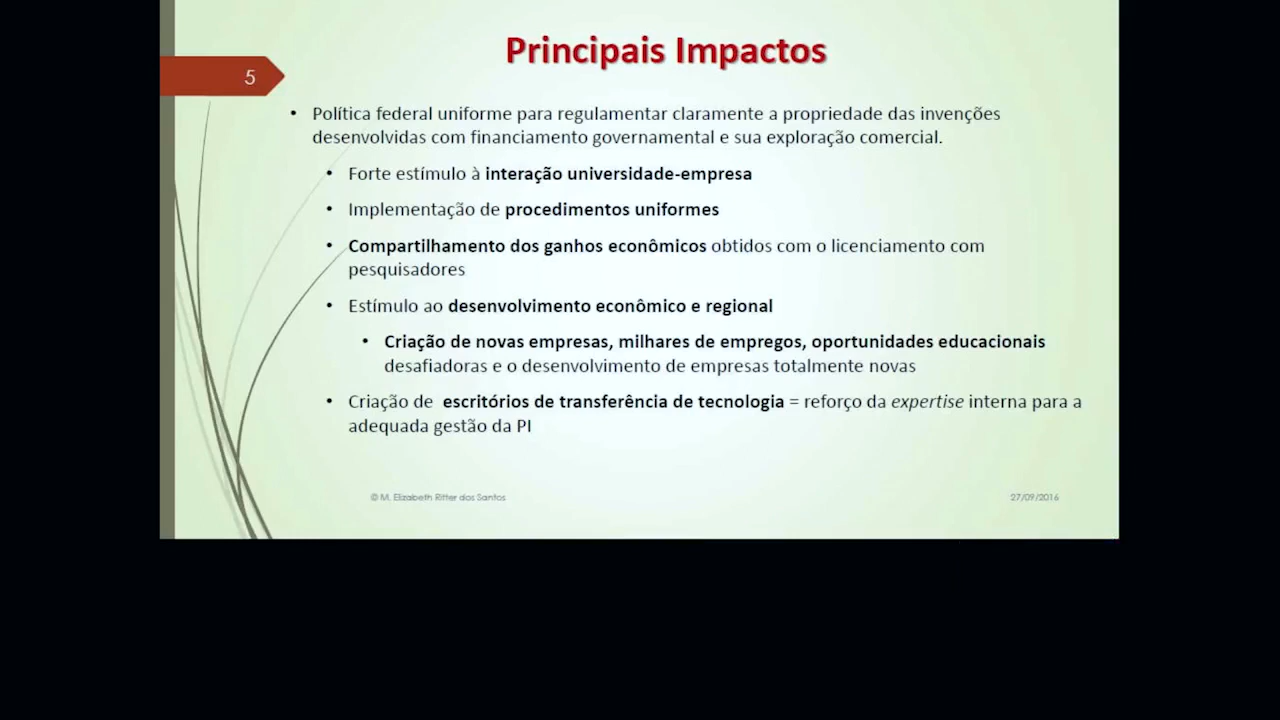 Principais Impactos
5
• Política federal uniforme para regulamentar claramente a propriedade das invenções
desenvolvidas com financiamento governamental e sua exploração comercial.
• Forte estímulo à interação universidade-empresa
• Implementação de procedimentos uniformes
• Compartilhamento dos ganhos econômicos obtidos com o licenciamento com
pesquisadores
• Estímulo ao desenvolvimento econômico e regional
• Criação de novas empresas, milhares de empregos, oportunidades educacionais
desafiadoras e o desenvolvimento de empresas totalmente novas
• Criação de escritórios de transferência de tecnologia = reforço da expertise interna para a
adequada gestão da PI
© M. Elizabeth Ritter dos Santos
27/09/2016